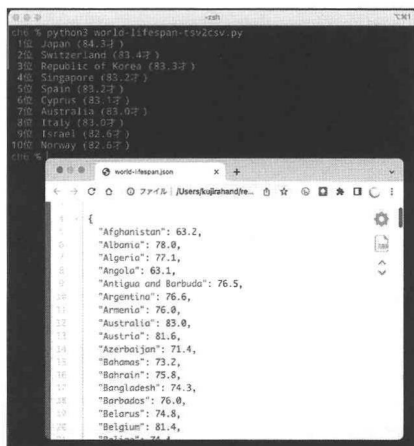 -zsh
ch6 % python3 world-lifespan-tsv2csv.py
1位 Japan (84.3才)
2位 Switzerland (83.4才)
3位 Republic of Korea (83.3才)
4位 Singapore (83.2才)
5位 Spain (83.2才)
6位 Cyprus (83.1才)
7位 Australia (83.0才)
8位 Italy (83.0才)
9位 Israel (82.6才)
10位 Norway (82.6才)
ch6 %
world-lifespan.json
ファイル | /Users/kujirahand/re...
{
"Afghanistan": 63.2,
"Albania": 78.0,
"Algeria": 77.1,
"Angola": 63.1,
"Antigua and Barbuda": 76.5,
"Argentina": 76.6,
"Armenia": 76.0,
"Australia": 83.0,
"Austria": 81.6,
"Azerbaijan": 71.4,
"Bahamas": 73.2,
"Bahrain": 75.8,
"Bangladesh": 74.3,
"Barbados": 76.0,
"Belarus": 74.8,
"Belgium": 81.4,